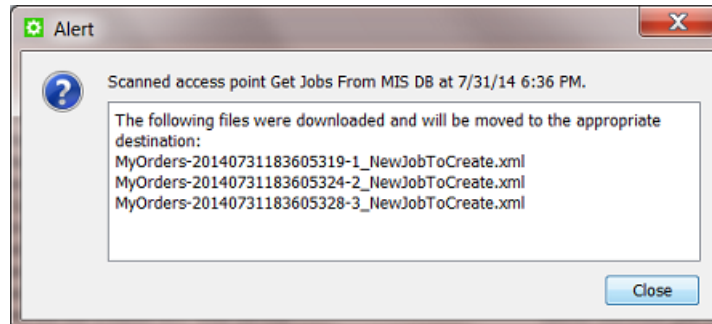 Alert
X
Scanned access point Get Jobs From MIS DB at 7/31/14 6:36 PM.
The following files were downloaded and will be moved to the appropriate
destination:
MyOrders-20140731183605319-1_NewJobToCreate.xml
MyOrders-20140731183605324-2_NewJobToCreate.xml
MyOrders-20140731183605328-3_NewJobToCreate.xml
Close